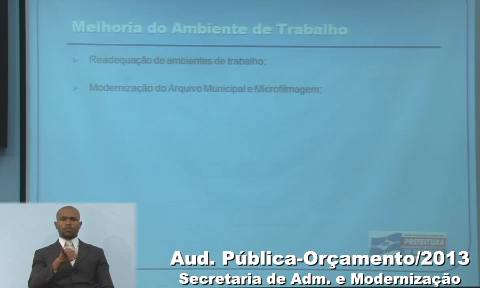 Melhoria do Ambiente de Trabalho
Readequação de ambientes de trabalho;
Modernização do Arquivo Municipal e Microfilmagem;
PREFEITURA
Aud. Pública-Orçamento/2013
Secretaria de Adm. e Modernização